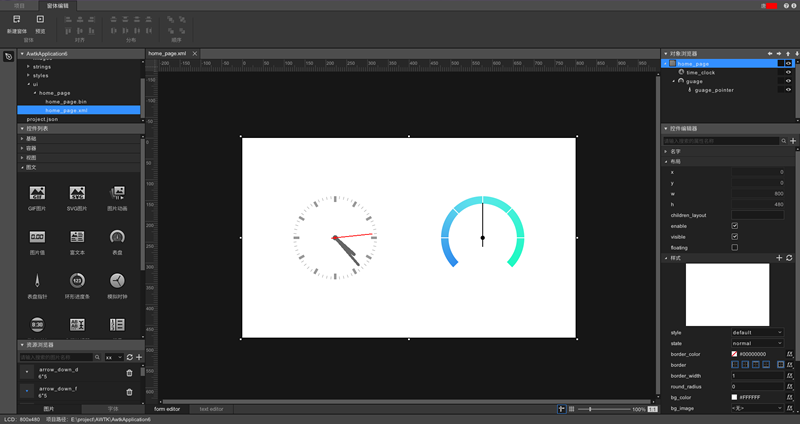 项目 窗体编辑
新建窗体 预览
窗体 对齐 分布 顺序
AwtkApplication6
images
strings
styles
ui
home_page
home_page.bin
home_page.xml
project.json
控件列表
基础
容器
视图
图文
GIF图片 SVG图片 图片动画
图片值 富文本 表盘
表盘指针 环形进度条 模拟时钟
资源浏览器
xx
arrow_down_d
6*5
arrow_down_f
6*5
图片 字体
home_page.xml
form editor text editor
100% 1:1
对象浏览器
home_page
time_clock
guage
guage_pointer
控件编辑器
名字
布局
x 0
y 0
w 800
h 480
children_layout
enable
visible
floating
样式
style default
state normal
border_color #00000000
border
border_width 1
round_radius 0
bg_color #FFFFFF
bg_image <无>
LCD: 800x480 项目路径: E:\project\AWTK\AwtkApplication6